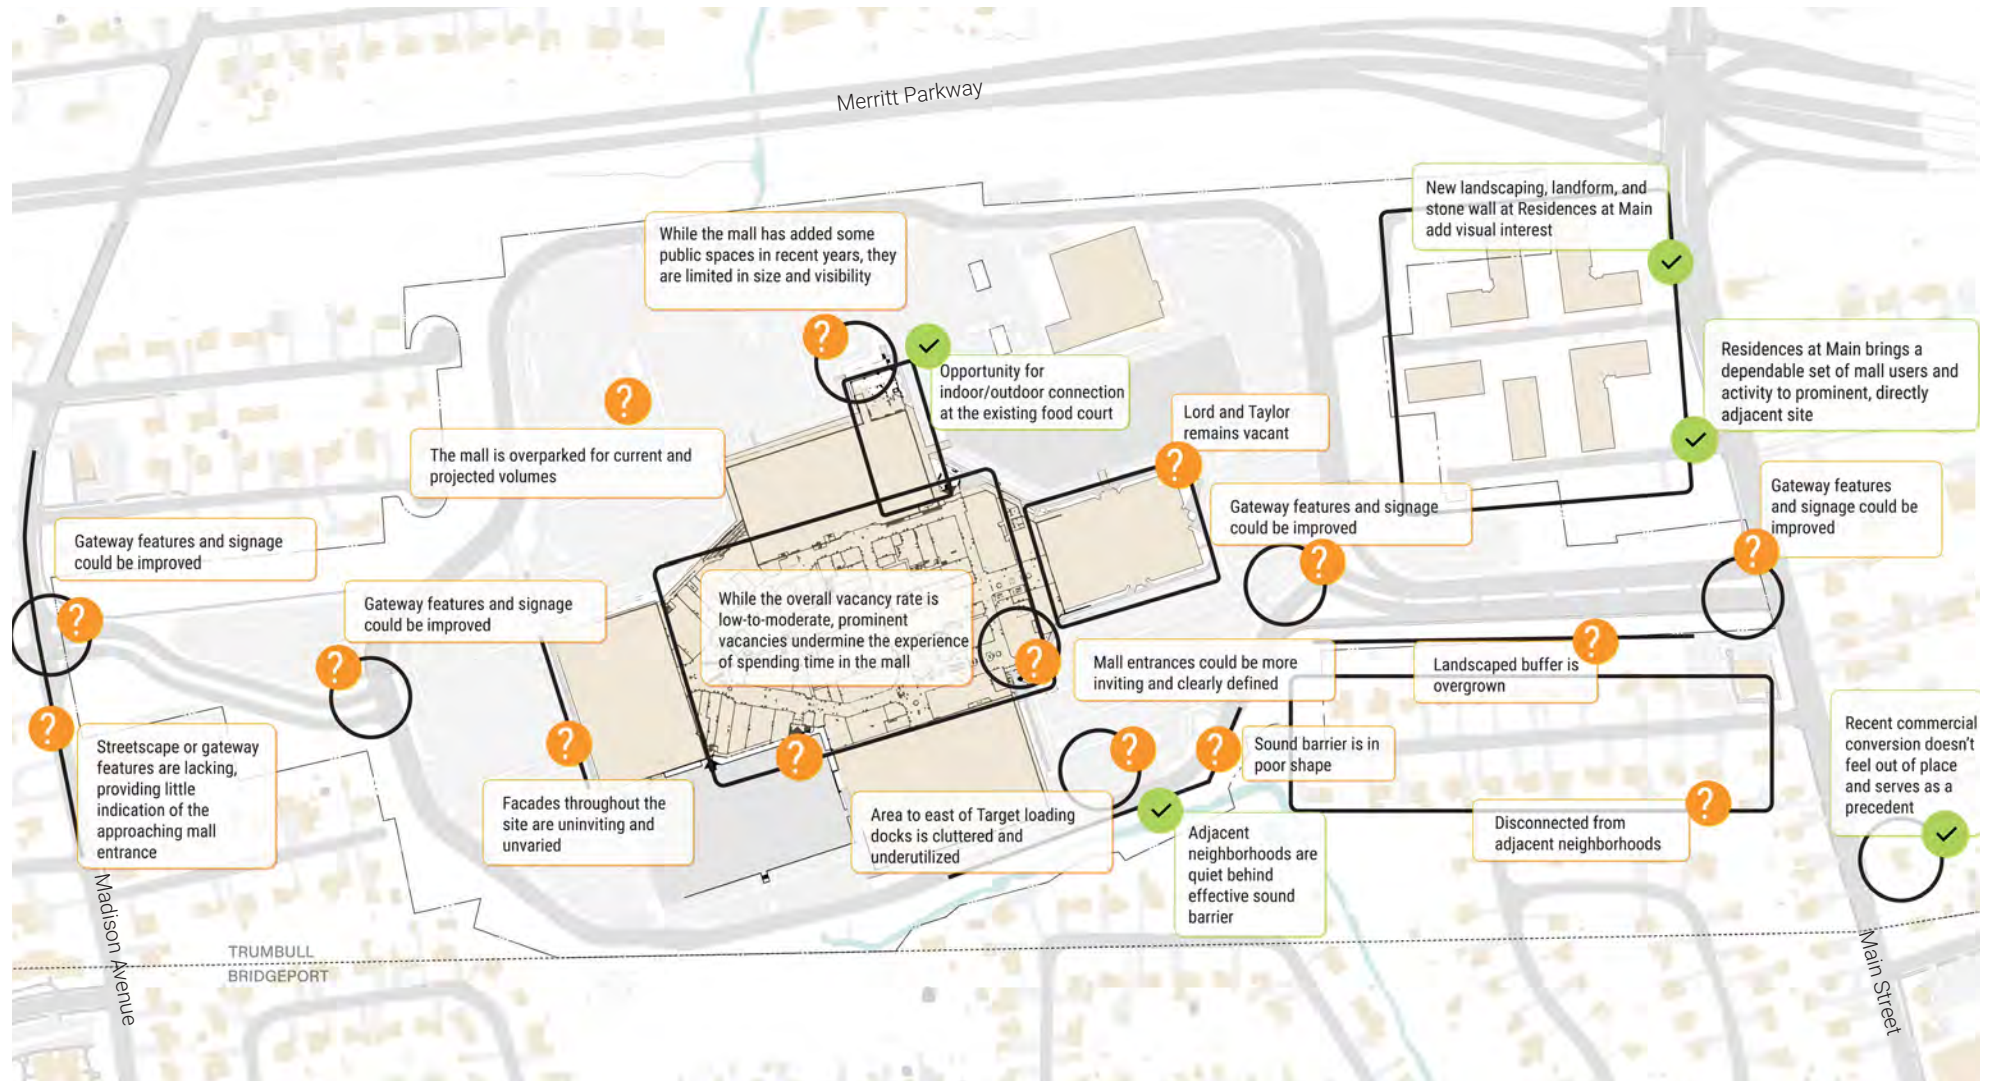 Merritt Parkway
New landscaping, landform, and
stone wall at Residences at Main
add visual interest
While the mall has added some
public spaces in recent years, they
are limited in size and visibility
Residences at Main brings a
dependable set of mall users and
activity to prominent, directly
adjacent site
Opportunity for
indoor/outdoor connection
at the existing food court
Lord and Taylor
remains vacant
The mall is overparked for current and
projected volumes
Gateway features and signage
could be improved
Gateway features
and signage could be
improved
Gateway features and signage
could be improved
Gateway features and signage
could be improved
While the overall vacancy rate is
low-to-moderate, prominent
vacancies undermine the experience
of spending time in the mall
Mall entrances could be more
inviting and clearly defined
Landscaped buffer is
overgrown
Streetscape or gateway
features are lacking,
providing little
indication of the
approaching mall
entrance
Sound barrier is in
poor shape
Recent commercial
conversion doesn't
feel out of place
and serves as a
precedent
Facades throughout the
site are uninviting and
unvaried
Area to east of Target loading
docks is cluttered and
underutilized
Disconnected from
adjacent neighborhoods
Adjacent
neighborhoods are
quiet behind
effective sound
barrier
Madison Avenue
TRUMBULL
BRIDGEPORT
Main Street